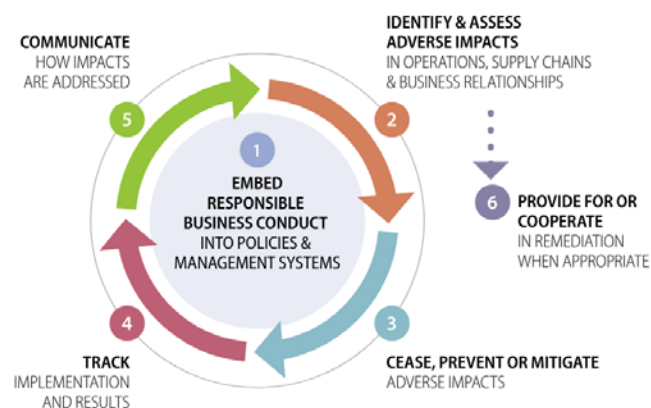 1
EMBED
RESPONSIBLE
BUSINESS CONDUCT
INTO POLICIES &
MANAGEMENT SYSTEMS
2
IDENTIFY & ASSESS
ADVERSE IMPACTS
IN OPERATIONS, SUPPLY CHAINS
& BUSINESS RELATIONSHIPS
3
CEASE, PREVENT OR MITIGATE
ADVERSE IMPACTS
4
TRACK
IMPLEMENTATION
AND RESULTS
5
COMMUNICATE
HOW IMPACTS
ARE ADDRESSED
6
PROVIDE FOR OR
COOPERATE
IN REMEDIATION
WHEN APPROPRIATE